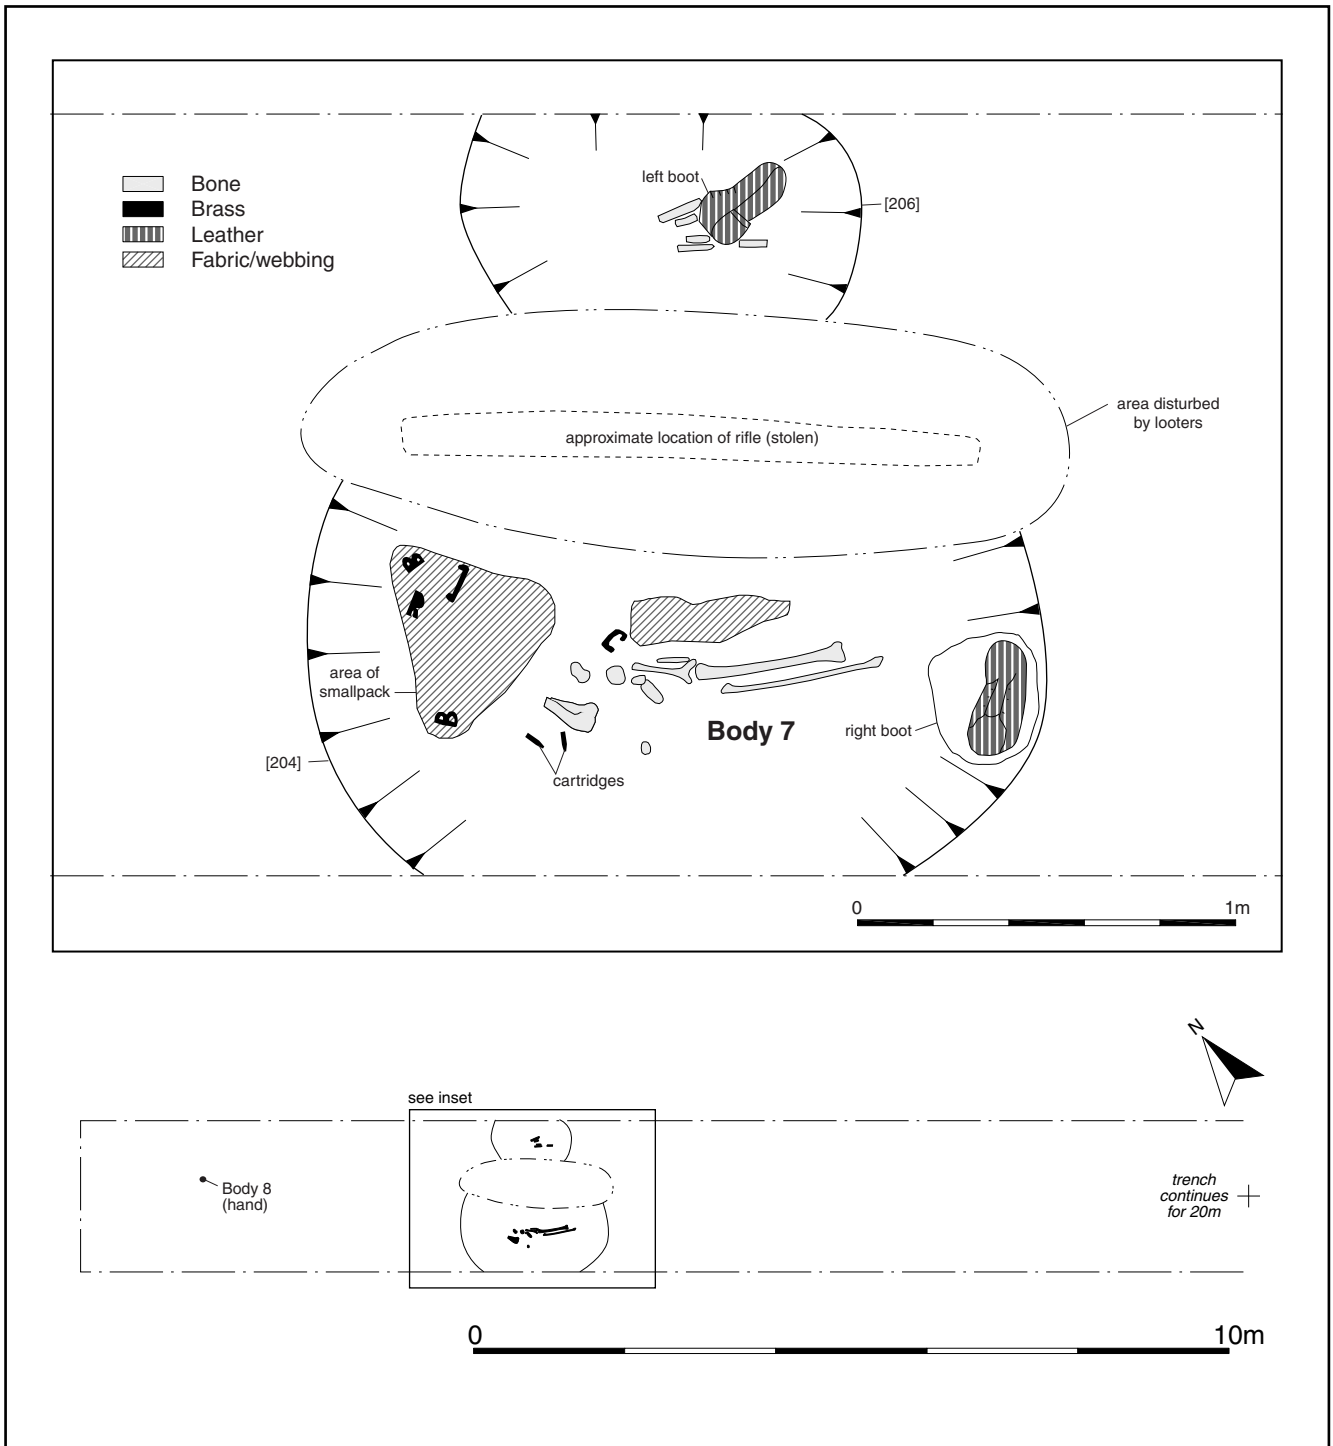 Bone
Brass
Leather
Fabric/webbing
left boot
[206]
area disturbed
by looters
approximate location of rifle (stolen)
area of
smallpack
Body 7
right boot
[204]
cartridges
0 1m
N
see inset
Body 8
(hand)
trench
continues
for 20m
0 10m